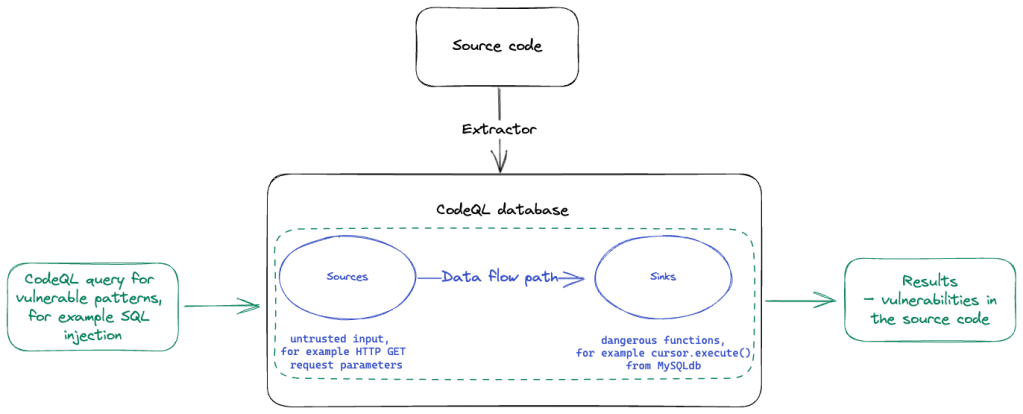 Source code
Extractor
CodeQL database
CodeQL query for
vulnerable patterns,
for example SQL
injection
Sources
Data flow path
Sinks
untrusted input,
for example HTTP GET
request parameters
dangerous functions,
for example cursor.execute()
from MySQLdb
Results
– vulnerabilities in
the source code